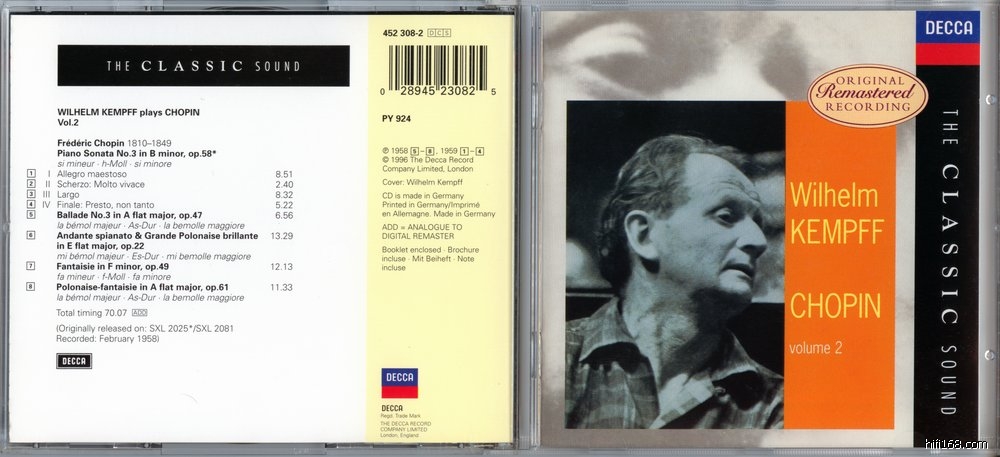 THE CLASSIC SOUND
WILHELM KEMPFF plays CHOPIN
Vol.2
Frédéric Chopin 1810–1849
Piano Sonata No.3 in B minor, op.58*
si mineur · h-Moll · si minore
1 I Allegro maestoso 8.51
2 II Scherzo: Molto vivace 2.40
3 III Largo 8.32
4 IV Finale: Presto, non tanto 5.22
5 Ballade No.3 in A flat major, op.47 6.56
la bémol majeur · As-Dur · la bemolle maggiore
6 Andante spianato & Grande Polonaise brillante
in E flat major, op.22 13.29
mi bémol majeur · Es-Dur · mi bemolle maggiore
7 Fantaisie in F minor, op.49 12.13
fa mineur · f-Moll · fa minore
8 Polonaise-fantaisie in A flat major, op.61 11.33
la bémol majeur · As-Dur · la bemolle maggiore
Total timing 70.07 ADD
(Originally released on: SXL 2025*/SXL 2081
Recorded: February 1958)
DECCA
452 308-2 DCS
0 28945 23082 5
PY 924
℗ 1958 5–8, 1959 1–4
© 1996 The Decca Record
Company Limited, London
Cover: Wilhelm Kempff
CD is made in Germany
Printed in Germany/Imprimé
en Allemagne. Made in Germany
ADD = ANALOGUE TO
DIGITAL REMASTER
Booklet enclosed · Brochure
incluse · Mit Beiheft · Note
incluse
DECCA
DECCA
Regd. Trade Mark
THE DECCA RECORD
COMPANY LIMITED
London, England
DECCA
ORIGINAL
Remastered
RECORDING
Wilhelm
KEMPFF
CHOPIN
volume 2
THE CLASSIC SOUND
hifi168.com